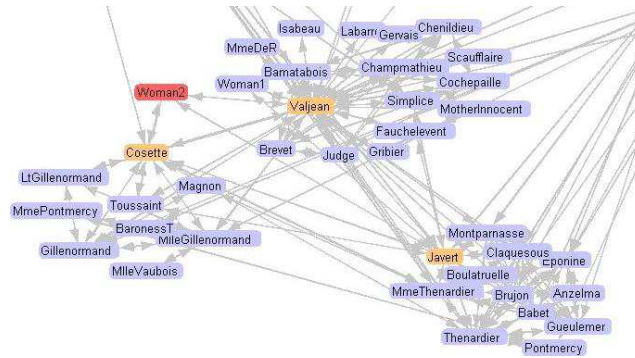 Isabeau
Labarre
Gervais
Chenildieu
MmeDeR
Scaufflaire
Bamatabois
Champmathieu
Woman1
Cochepaille
Woman2
Valjean
Simplice
MotherInnocent
Fauchelevent
Brevet
Judge
Gribier
Cosette
LtGillenormand
Magnon
MmePontmercy
Toussaint
BaronessT
MlleGillenormand
Gillenormand
MlleVaubois
Montparnasse
Javert
Claquesous
Eponine
Boulatruelle
MmeThenardier
Brujon
Anzelma
Babet
Gueulemer
Thenardier
Pontmercy